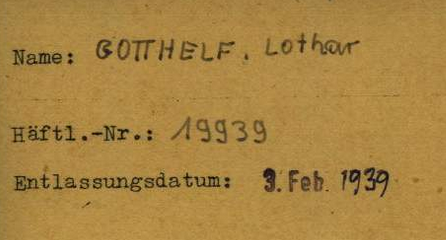 Name: GOTTHELF, Lothar
Häftl.-Nr.: 19939
Entlassungsdatum: 3. Feb. 1939